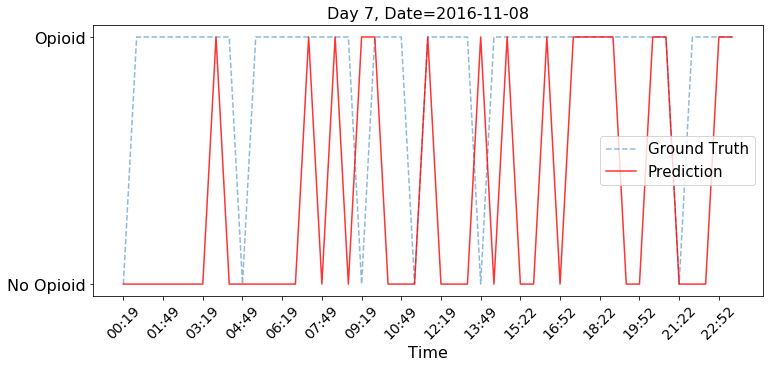 Day 7, Date=2016-11-08
Opioid
No Opioid
Ground Truth
Prediction
00:19 01:49 03:19 04:49 06:19 07:49 09:19 10:49 12:19 13:49 15:22 16:52 18:22 19:52 21:22 22:52
Time